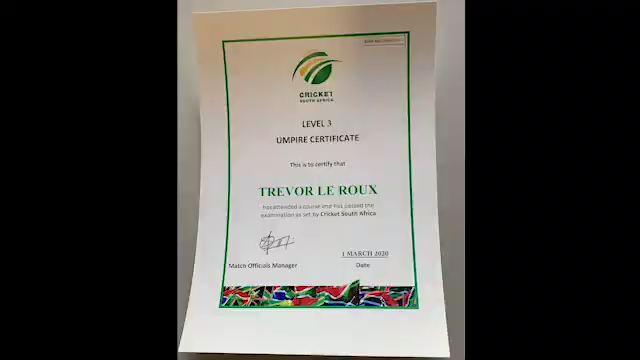 CRICKET
SOUTH AFRICA
LEVEL 3
UMPIRE CERTIFICATE
This is to certify that
TREVOR LE ROUX
has attended a course and has passed the
examination as set by Cricket South Africa
1 MARCH 2020
Match Officials Manager
Date